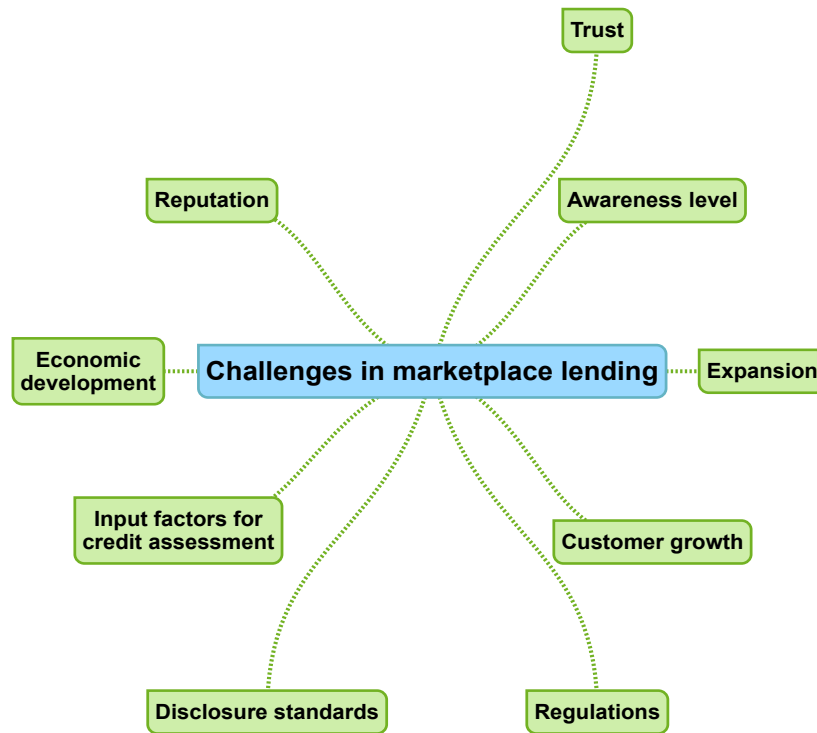 Trust
Reputation
Awareness level
Economic
development
Challenges in marketplace lending
Expansion
Input factors for
credit assessment
Customer growth
Disclosure standards
Regulations